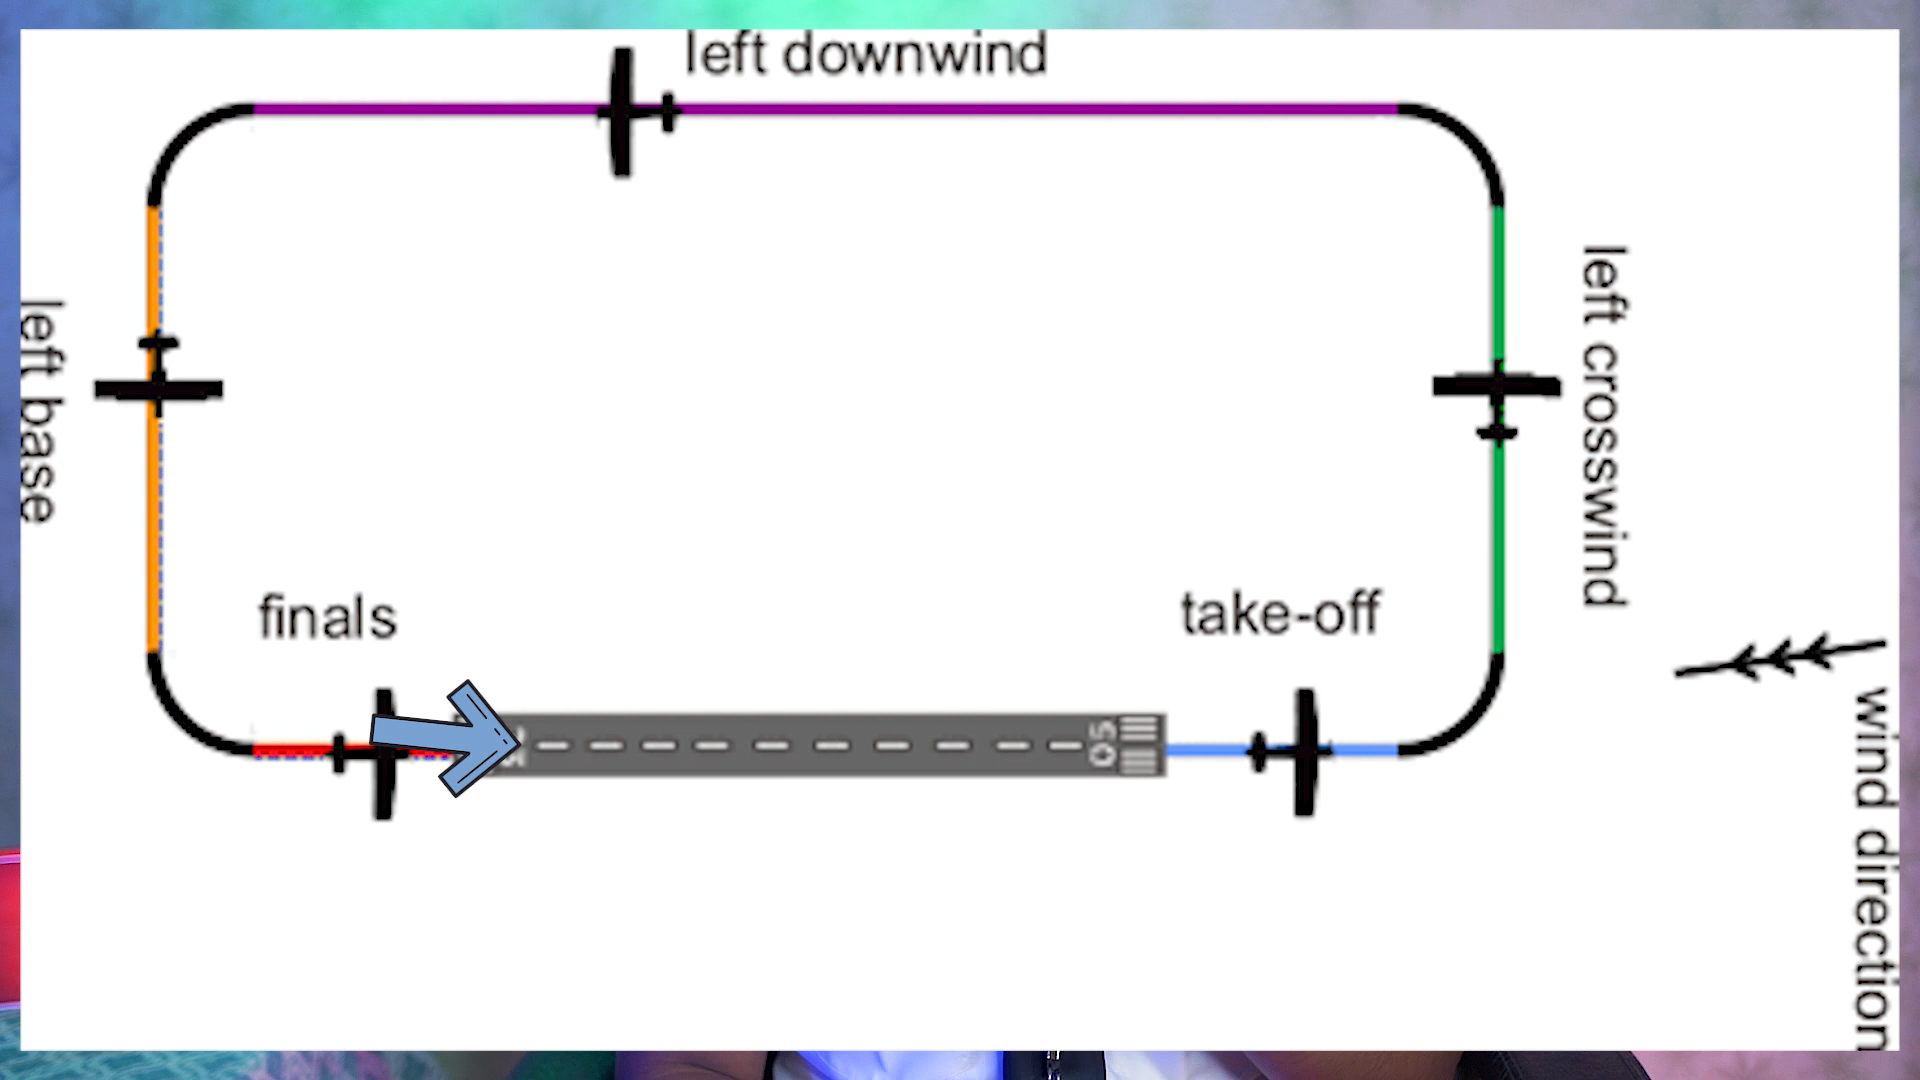 left downwind
left crosswind
left base
finals
take-off
05
wind direction